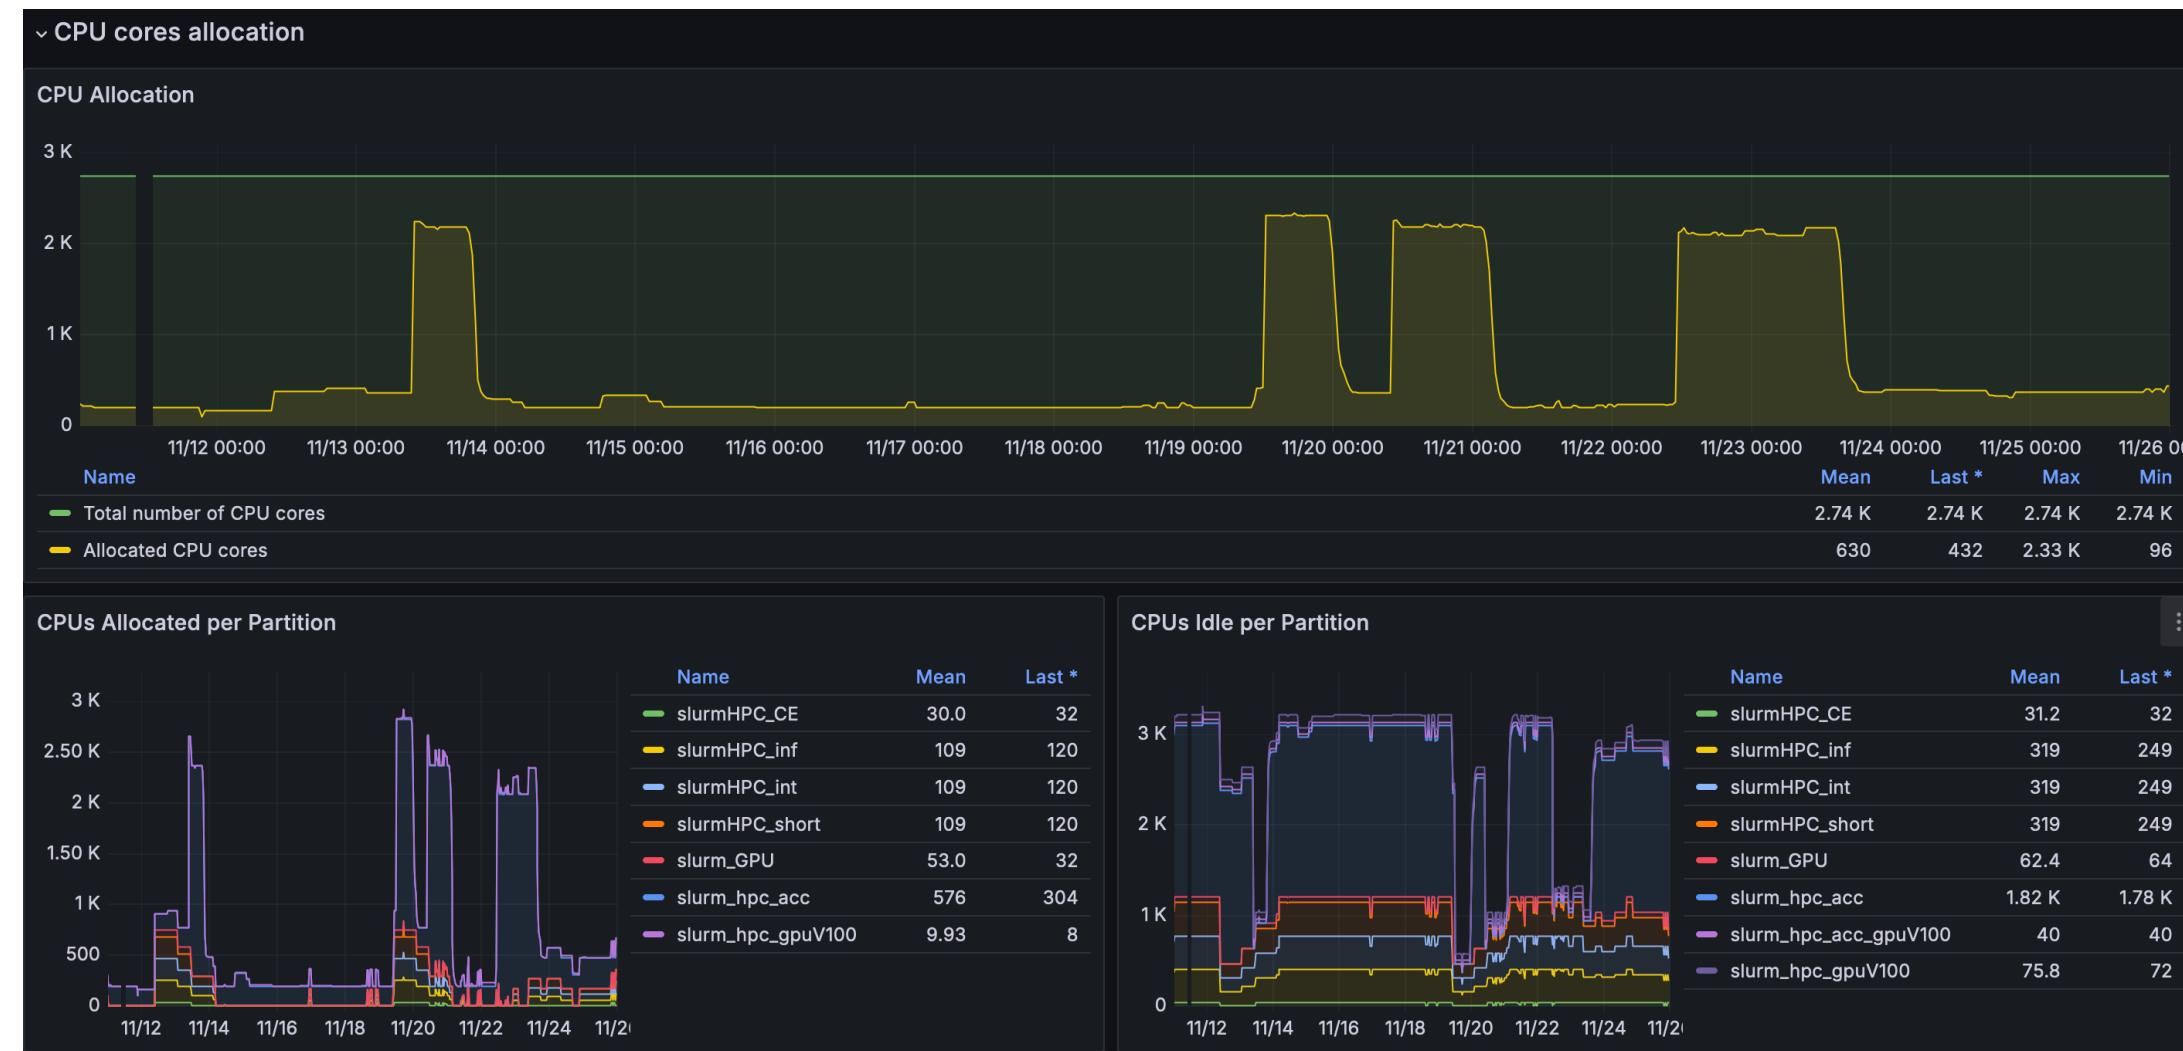 CPU cores allocation
CPU Allocation
3 K
2 K
1 K
0
11/12 00:00 11/13 00:00 11/14 00:00 11/15 00:00 11/16 00:00 11/17 00:00 11/18 00:00 11/19 00:00 11/20 00:00 11/21 00:00 11/22 00:00 11/23 00:00 11/24 00:00 11/25 00:00 11/26 0
Name Mean Last * Max Min
Total number of CPU cores 2.74 K 2.74 K 2.74 K 2.74 K
Allocated CPU cores 630 432 2.33 K 96
CPUs Allocated per Partition
3 K
2.50 K
2 K
1.50 K
1 K
500
0
11/12 11/14 11/16 11/18 11/20 11/22 11/24 11/2
Name Mean Last *
slurmHPC_CE 30.0 32
slurmHPC_inf 109 120
slurmHPC_int 109 120
slurmHPC_short 109 120
slurm_GPU 53.0 32
slurm_hpc_acc 576 304
slurm_hpc_gpuV100 9.93 8
CPUs Idle per Partition
3 K
2 K
1 K
0
11/12 11/14 11/16 11/18 11/20 11/22 11/24 11/2
Name Mean Last *
slurmHPC_CE 31.2 32
slurmHPC_inf 319 249
slurmHPC_int 319 249
slurmHPC_short 319 249
slurm_GPU 62.4 64
slurm_hpc_acc 1.82 K 1.78 K
slurm_hpc_acc_gpuV100 40 40
slurm_hpc_gpuV100 75.8 72